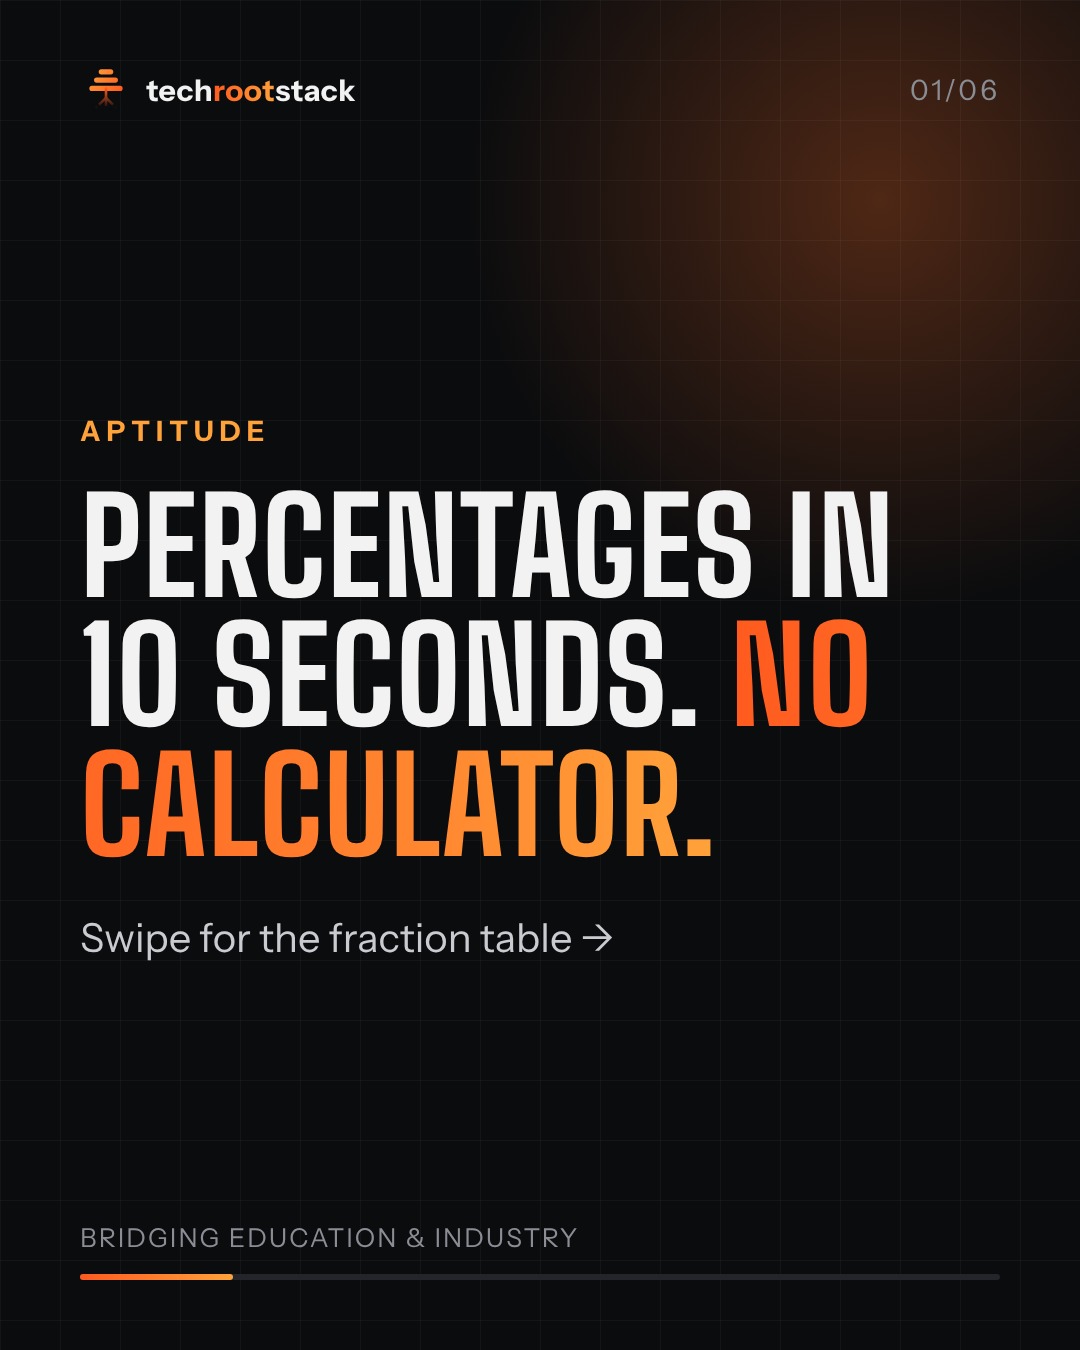 techrootstack
01/06
APTITUDE
PERCENTAGES IN
10 SECONDS. NO
CALCULATOR.
Swipe for the fraction table →
BRIDGING EDUCATION & INDUSTRY